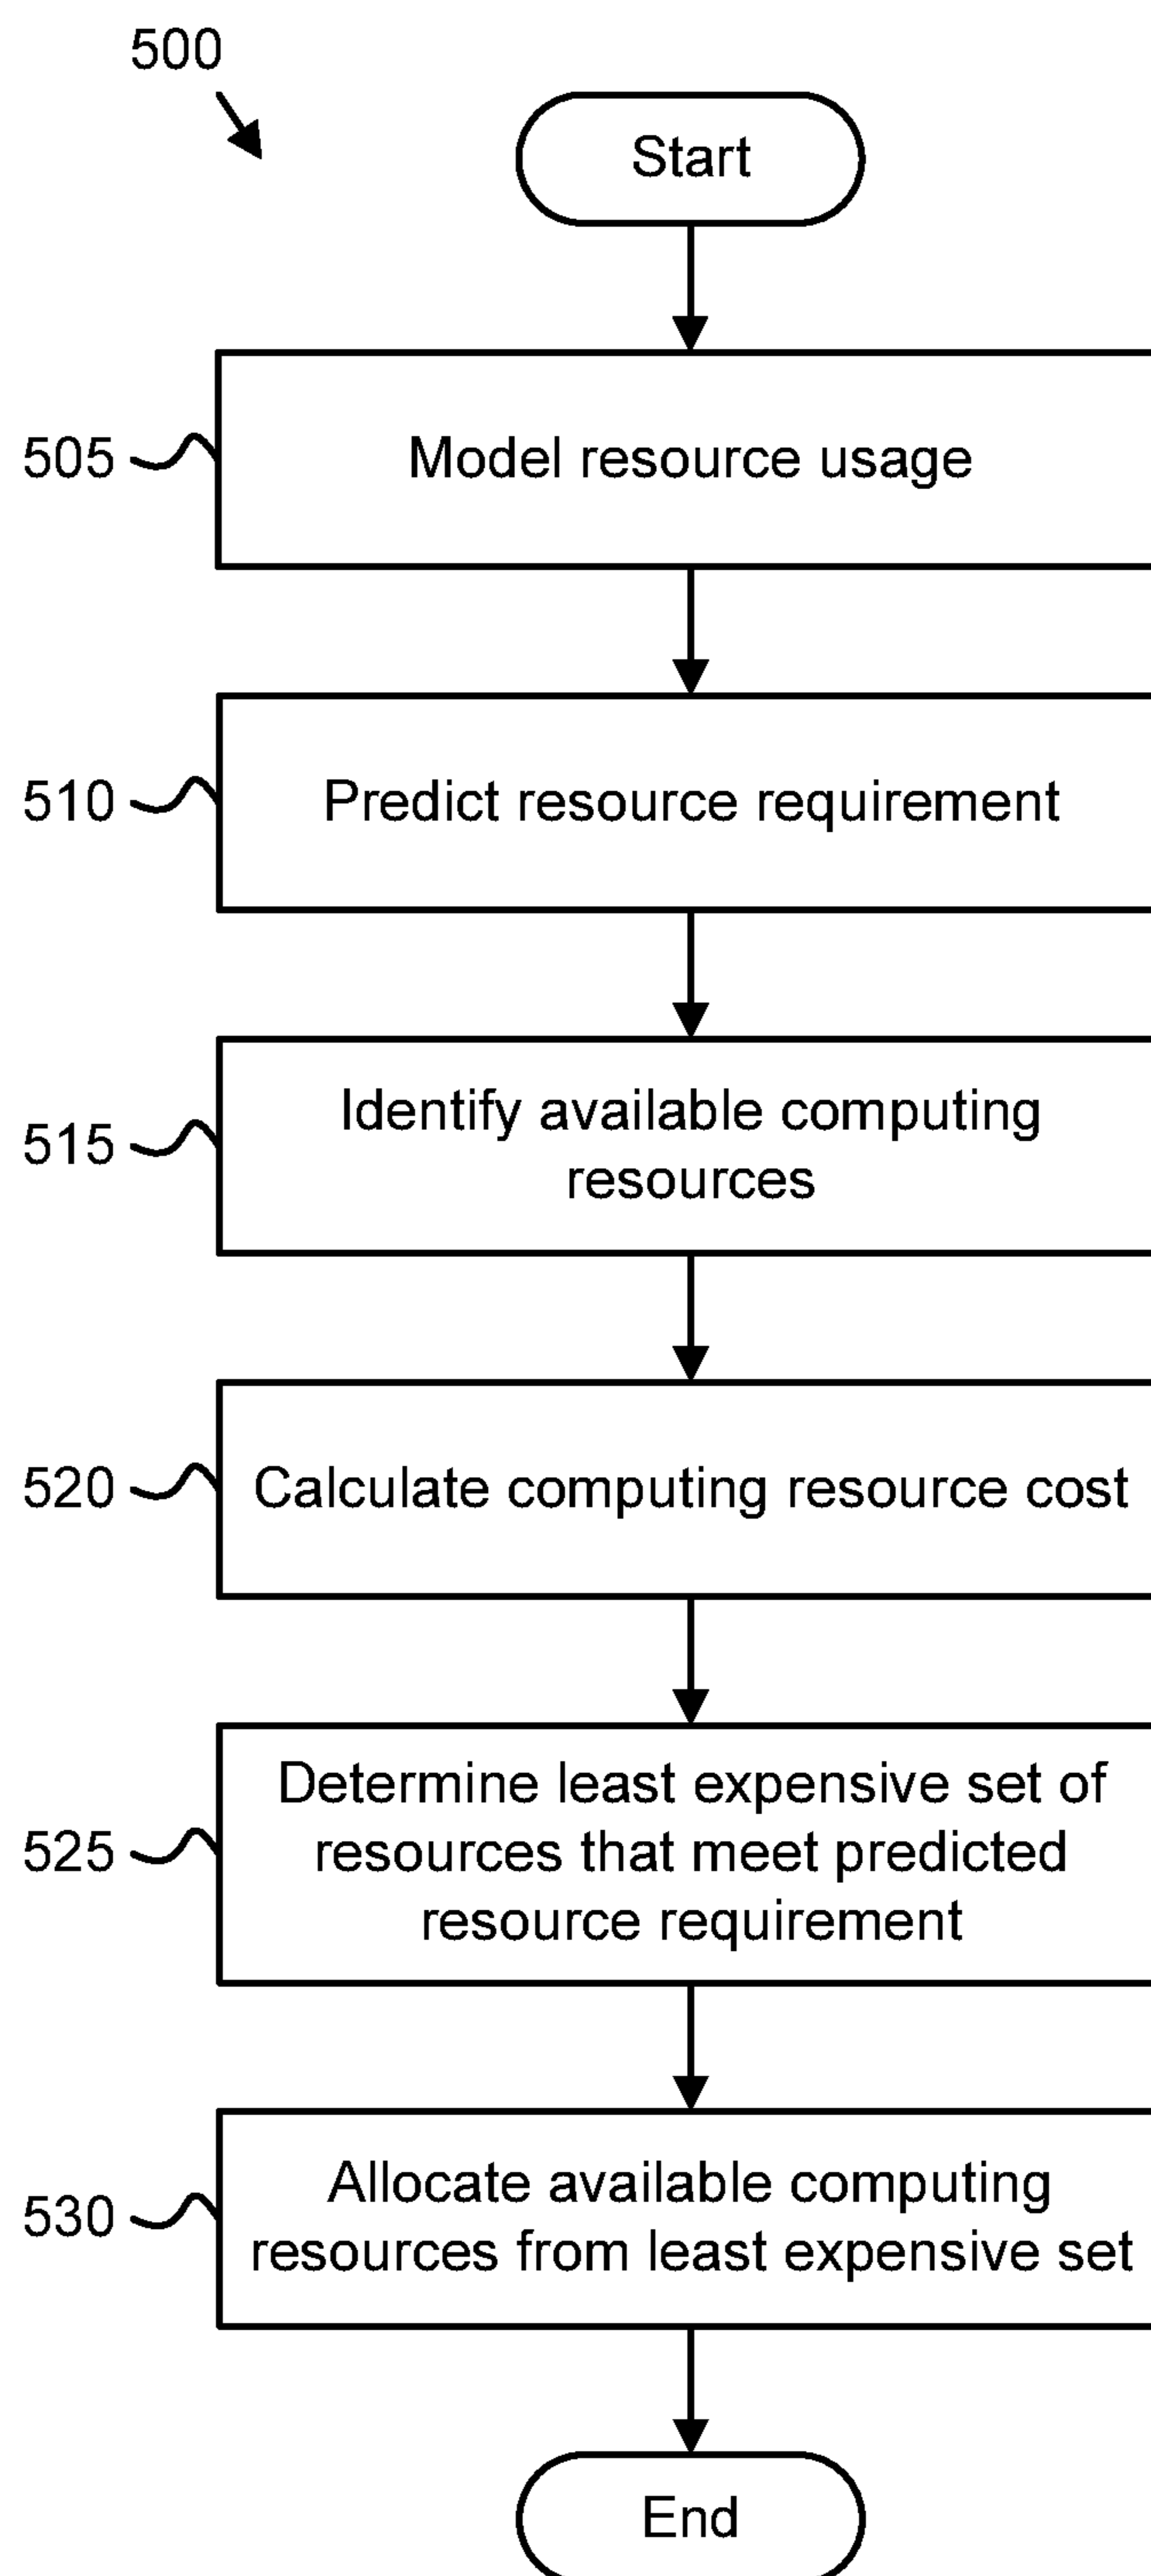 500
Start
505
Model resource usage
510
Predict resource requirement
515
Identify available computing
resources
520
Calculate computing resource cost
525
Determine least expensive set of
resources that meet predicted
resource requirement
530
Allocate available computing
resources from least expensive set
End